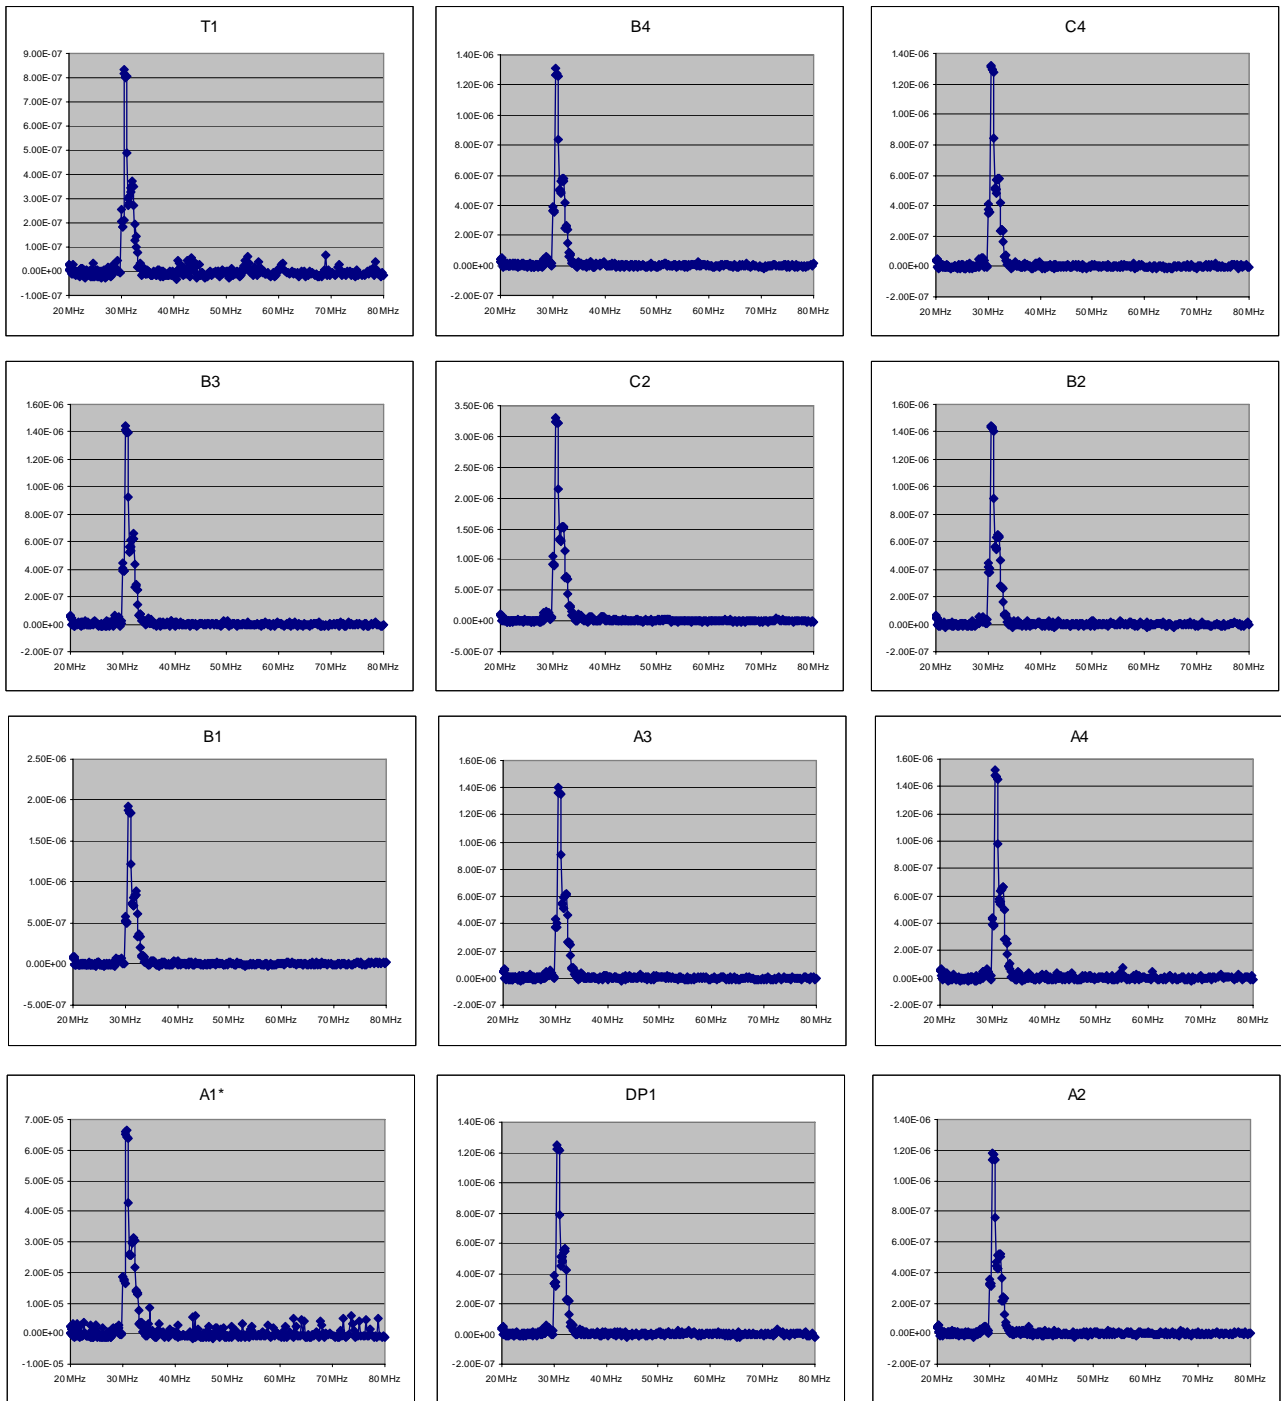 T1
9.00E-07
8.00E-07
7.00E-07
6.00E-07
5.00E-07
4.00E-07
3.00E-07
2.00E-07
1.00E-07
0.00E+00
-1.00E-07
20 MHz 30 MHz 40 MHz 50 MHz 60 MHz 70 MHz 80 MHz
B4
1.40E-06
1.20E-06
1.00E-06
8.00E-07
6.00E-07
4.00E-07
2.00E-07
0.00E+00
-2.00E-07
20 MHz 30 MHz 40 MHz 50 MHz 60 MHz 70 MHz 80 MHz
C4
1.40E-06
1.20E-06
1.00E-06
8.00E-07
6.00E-07
4.00E-07
2.00E-07
0.00E+00
-2.00E-07
20 MHz 30 MHz 40 MHz 50 MHz 60 MHz 70 MHz 80 MHz
B3
1.60E-06
1.40E-06
1.20E-06
1.00E-06
8.00E-07
6.00E-07
4.00E-07
2.00E-07
0.00E+00
-2.00E-07
20 MHz 30 MHz 40 MHz 50 MHz 60 MHz 70 MHz 80 MHz
C2
3.50E-06
3.00E-06
2.50E-06
2.00E-06
1.50E-06
1.00E-06
5.00E-07
0.00E+00
-5.00E-07
20 MHz 30 MHz 40 MHz 50 MHz 60 MHz 70 MHz 80 MHz
B2
1.60E-06
1.40E-06
1.20E-06
1.00E-06
8.00E-07
6.00E-07
4.00E-07
2.00E-07
0.00E+00
-2.00E-07
20 MHz 30 MHz 40 MHz 50 MHz 60 MHz 70 MHz 80 MHz
B1
2.50E-06
2.00E-06
1.50E-06
1.00E-06
5.00E-07
0.00E+00
-5.00E-07
20 MHz 30 MHz 40 MHz 50 MHz 60 MHz 70 MHz 80 MHz
A3
1.60E-06
1.40E-06
1.20E-06
1.00E-06
8.00E-07
6.00E-07
4.00E-07
2.00E-07
0.00E+00
-2.00E-07
20 MHz 30 MHz 40 MHz 50 MHz 60 MHz 70 MHz 80 MHz
A4
1.60E-06
1.40E-06
1.20E-06
1.00E-06
8.00E-07
6.00E-07
4.00E-07
2.00E-07
0.00E+00
-2.00E-07
20 MHz 30 MHz 40 MHz 50 MHz 60 MHz 70 MHz 80 MHz
A1*
7.00E-05
6.00E-05
5.00E-05
4.00E-05
3.00E-05
2.00E-05
1.00E-05
0.00E+00
-1.00E-05
20 MHz 30 MHz 40 MHz 50 MHz 60 MHz 70 MHz 80 MHz
DP1
1.40E-06
1.20E-06
1.00E-06
8.00E-07
6.00E-07
4.00E-07
2.00E-07
0.00E+00
-2.00E-07
20 MHz 30 MHz 40 MHz 50 MHz 60 MHz 70 MHz 80 MHz
A2
1.40E-06
1.20E-06
1.00E-06
8.00E-07
6.00E-07
4.00E-07
2.00E-07
0.00E+00
-2.00E-07
20 MHz 30 MHz 40 MHz 50 MHz 60 MHz 70 MHz 80 MHz